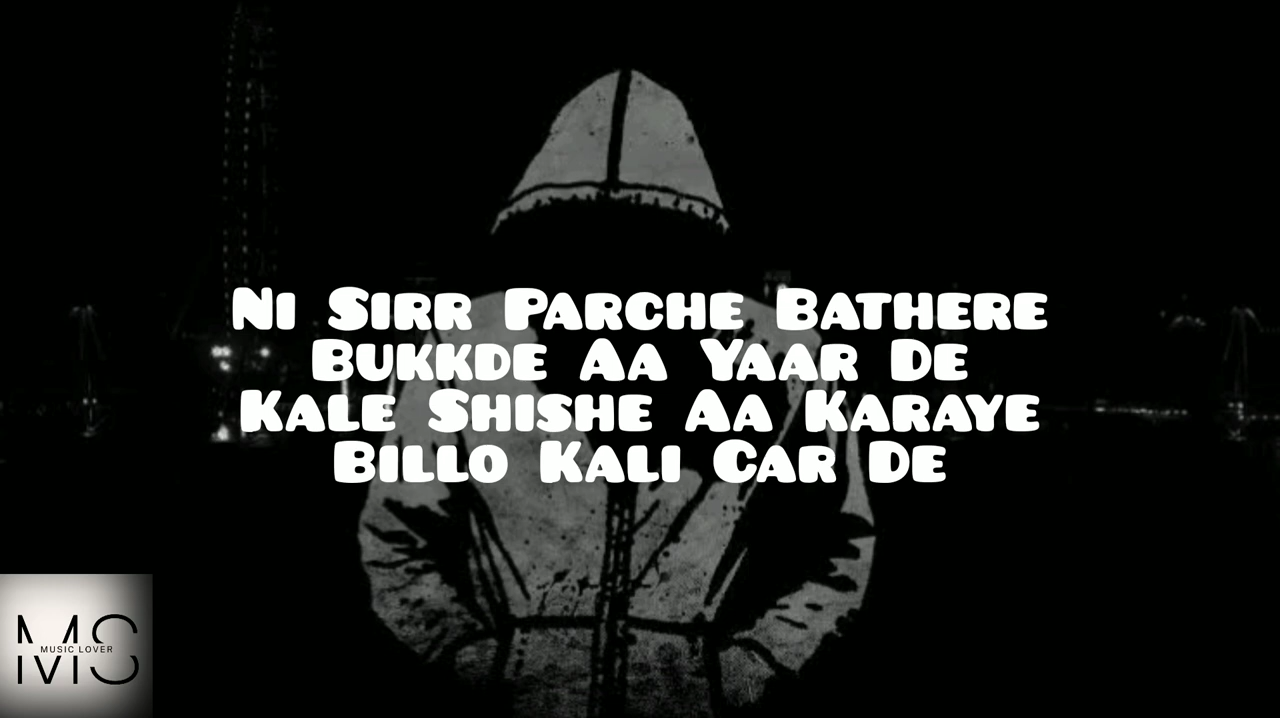 Ni Sirr Parche Bathere
Bukkde Aa Yaar De
Kale Shishe Aa Karaye
Billo Kali Car De
MS
MUSIC LOVER